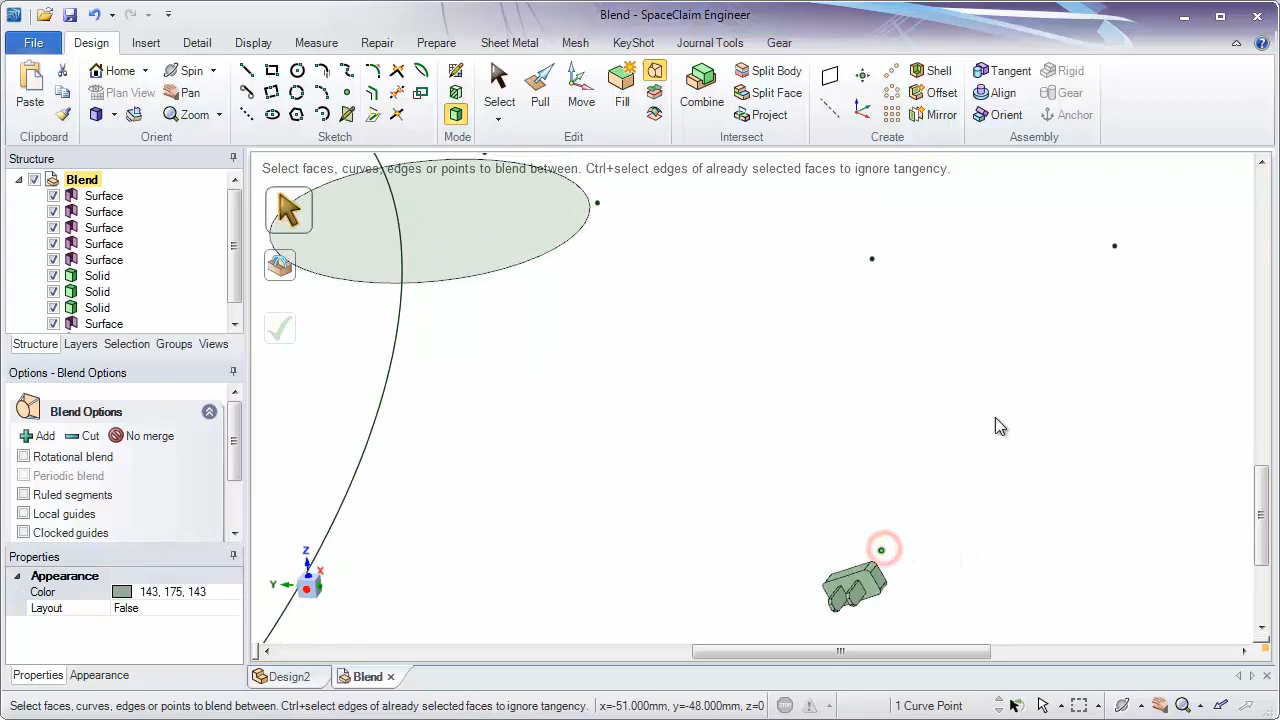 Blend - SpaceClaim Engineer
File Design Insert Detail Display Measure Repair Prepare Sheet Metal Mesh KeyShot Journal Tools Gear
Paste
Home
Plan View
Spin
Pan
Zoom
Select
Pull
Move
Fill
Combine
Split Body
Split Face
Project
Shell
Offset
Mirror
Tangent
Align
Orient
Rigid
Gear
Anchor
Clipboard Orient Sketch Mode Edit Intersect Create Assembly
Structure
Blend
Surface
Surface
Surface
Surface
Surface
Solid
Solid
Solid
Surface
Structure Layers Selection Groups Views
Options - Blend Options
Blend Options
Add Cut No merge
Rotational blend
Periodic blend
Ruled segments
Local guides
Clocked guides
Properties
Appearance
Color 143, 175, 143
Layout False
Properties Appearance
Select faces, curves, edges or points to blend between. Ctrl+select edges of already selected faces to ignore tangency.
Z
Y
X
Design2 Blend
Select faces, curves, edges or points to blend between. Ctrl+select edges of already selected faces to ignore tangency. x=-51.000mm, y=-48.000mm, z=0 1 Curve Point